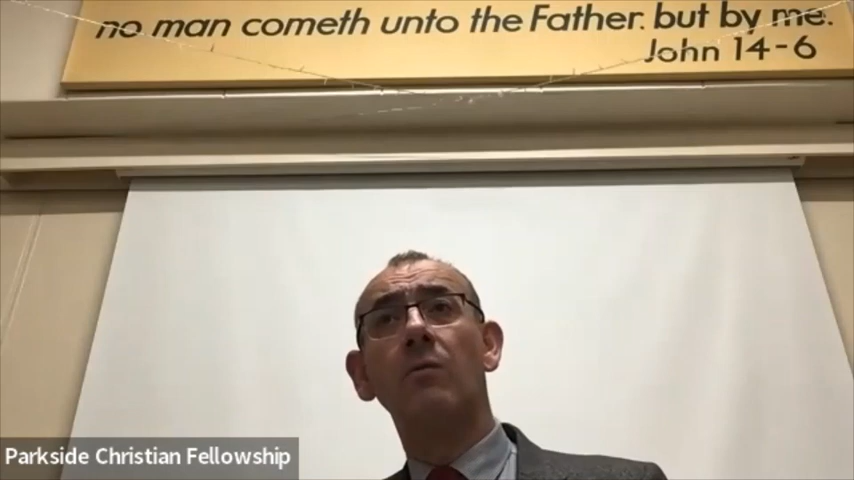 no man cometh unto the Father: but by me.
John 14-6
Parkside Christian Fellowship